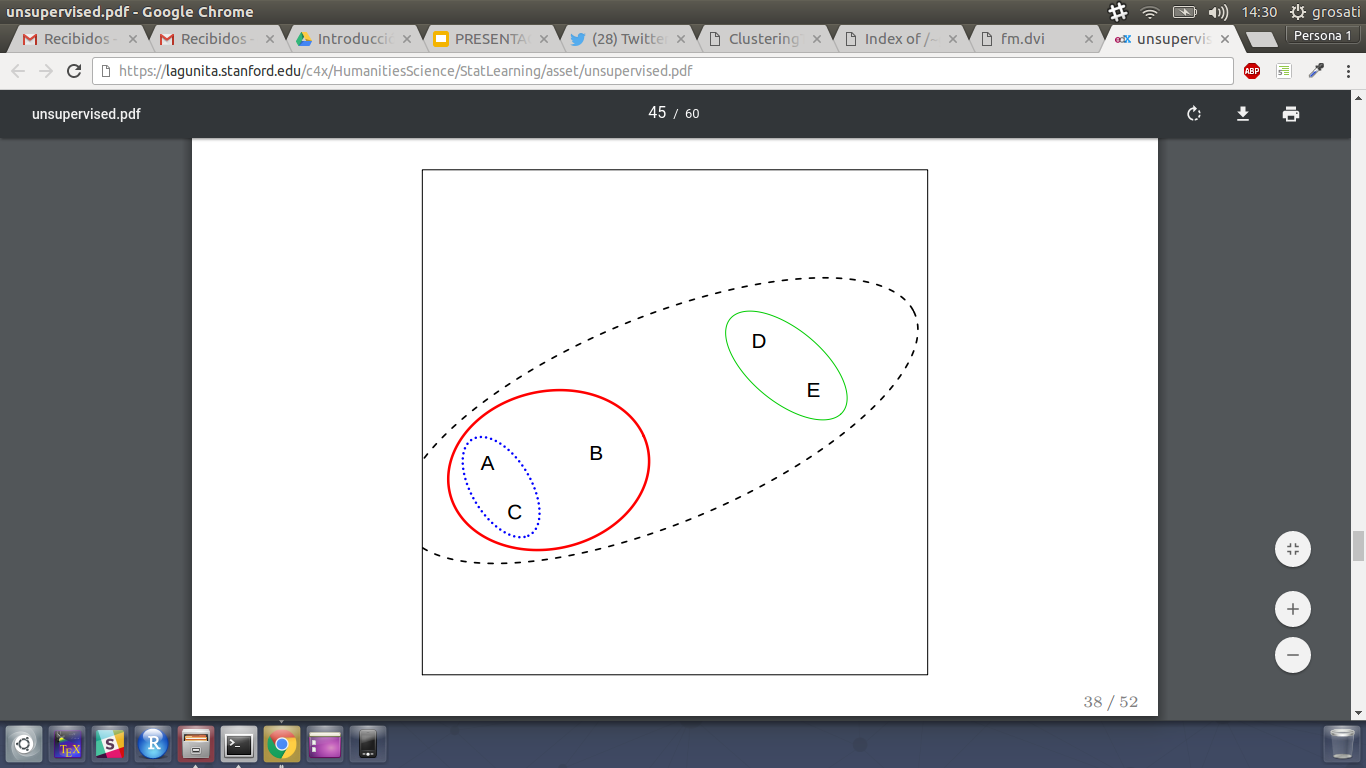 unsupervised.pdf - Google Chrome
14:30 grosati
Recibidos -
Recibidos -
Introducci
PRESENTA
(28) Twitte
Clustering
Index of /~
fm.dvi
unsupervis
Persona 1
https://lagunita.stanford.edu/c4x/HumanitiesScience/StatLearning/asset/unsupervised.pdf
ABP
unsupervised.pdf
45 / 60
D
E
B
A
C
38 / 52